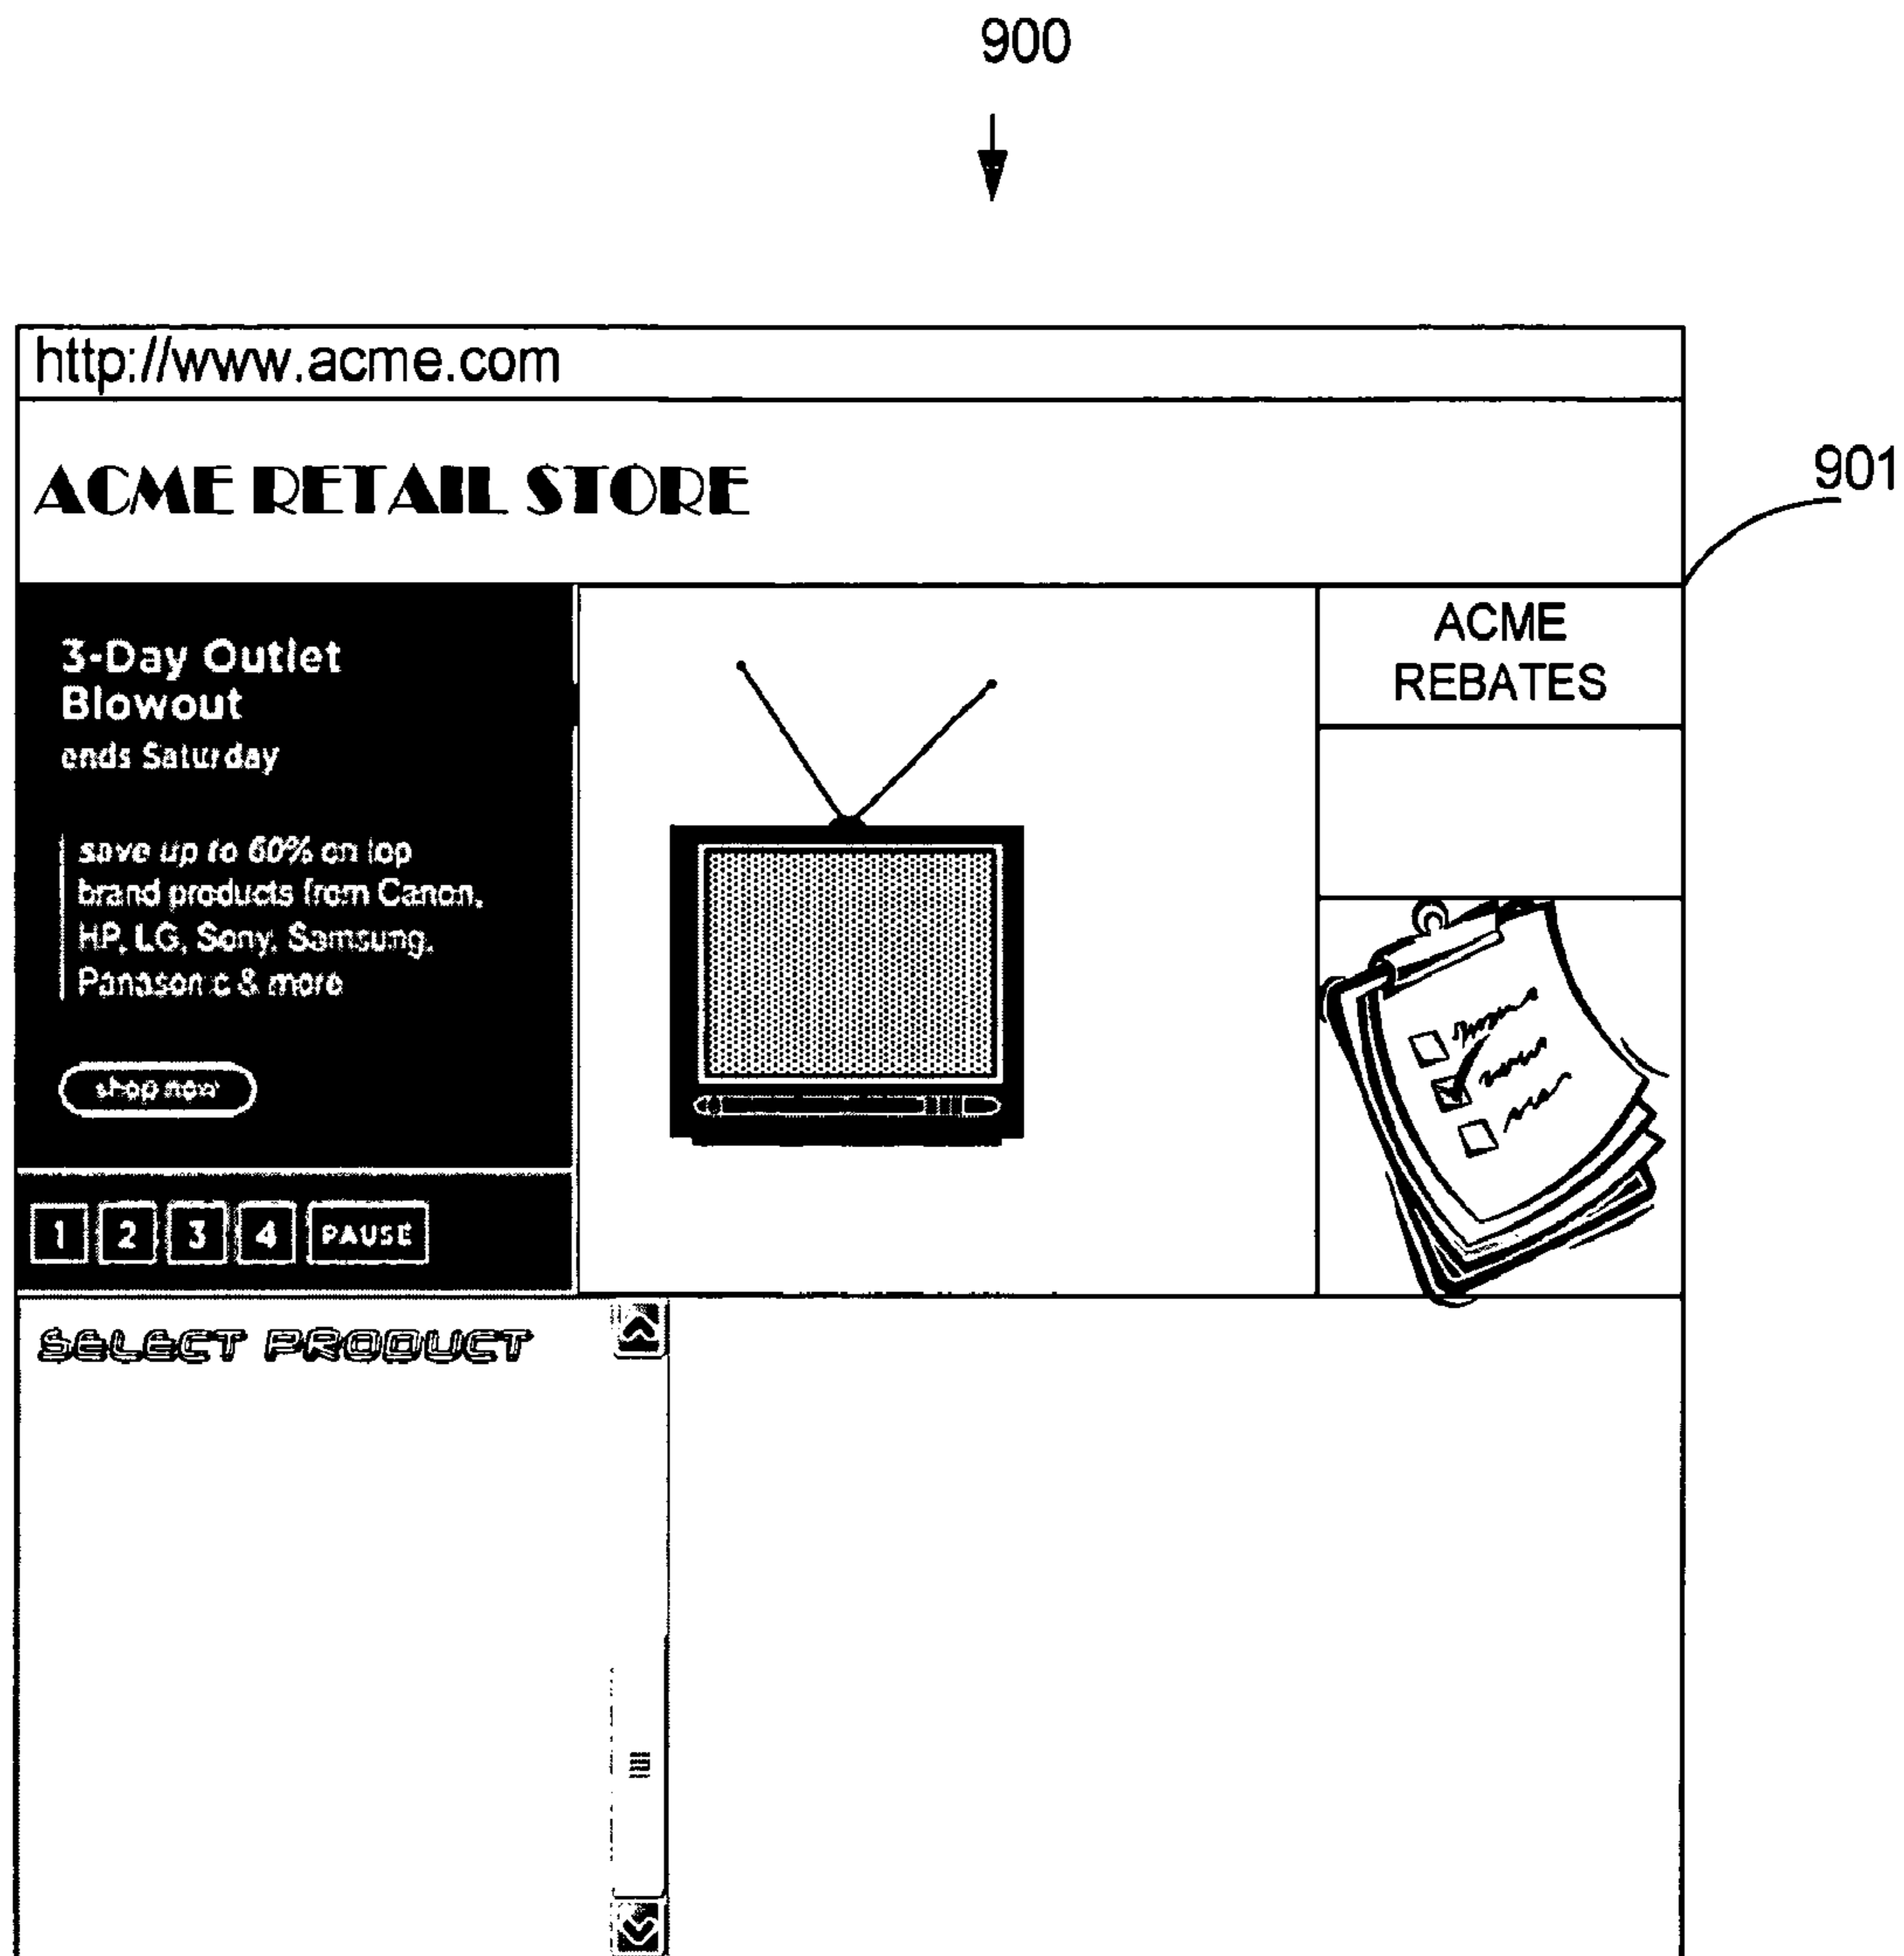 900
http://www.acme.com
ACME RETAIL STORE
901
3-Day Outlet
Blowout
ends Saturday
save up to 60% on top
brand products from Canon,
HP, LG, Sony, Samsung,
Panasonic & more
shop now
1 2 3 4 PAUSE
ACME
REBATES
SELECT PRODUCT